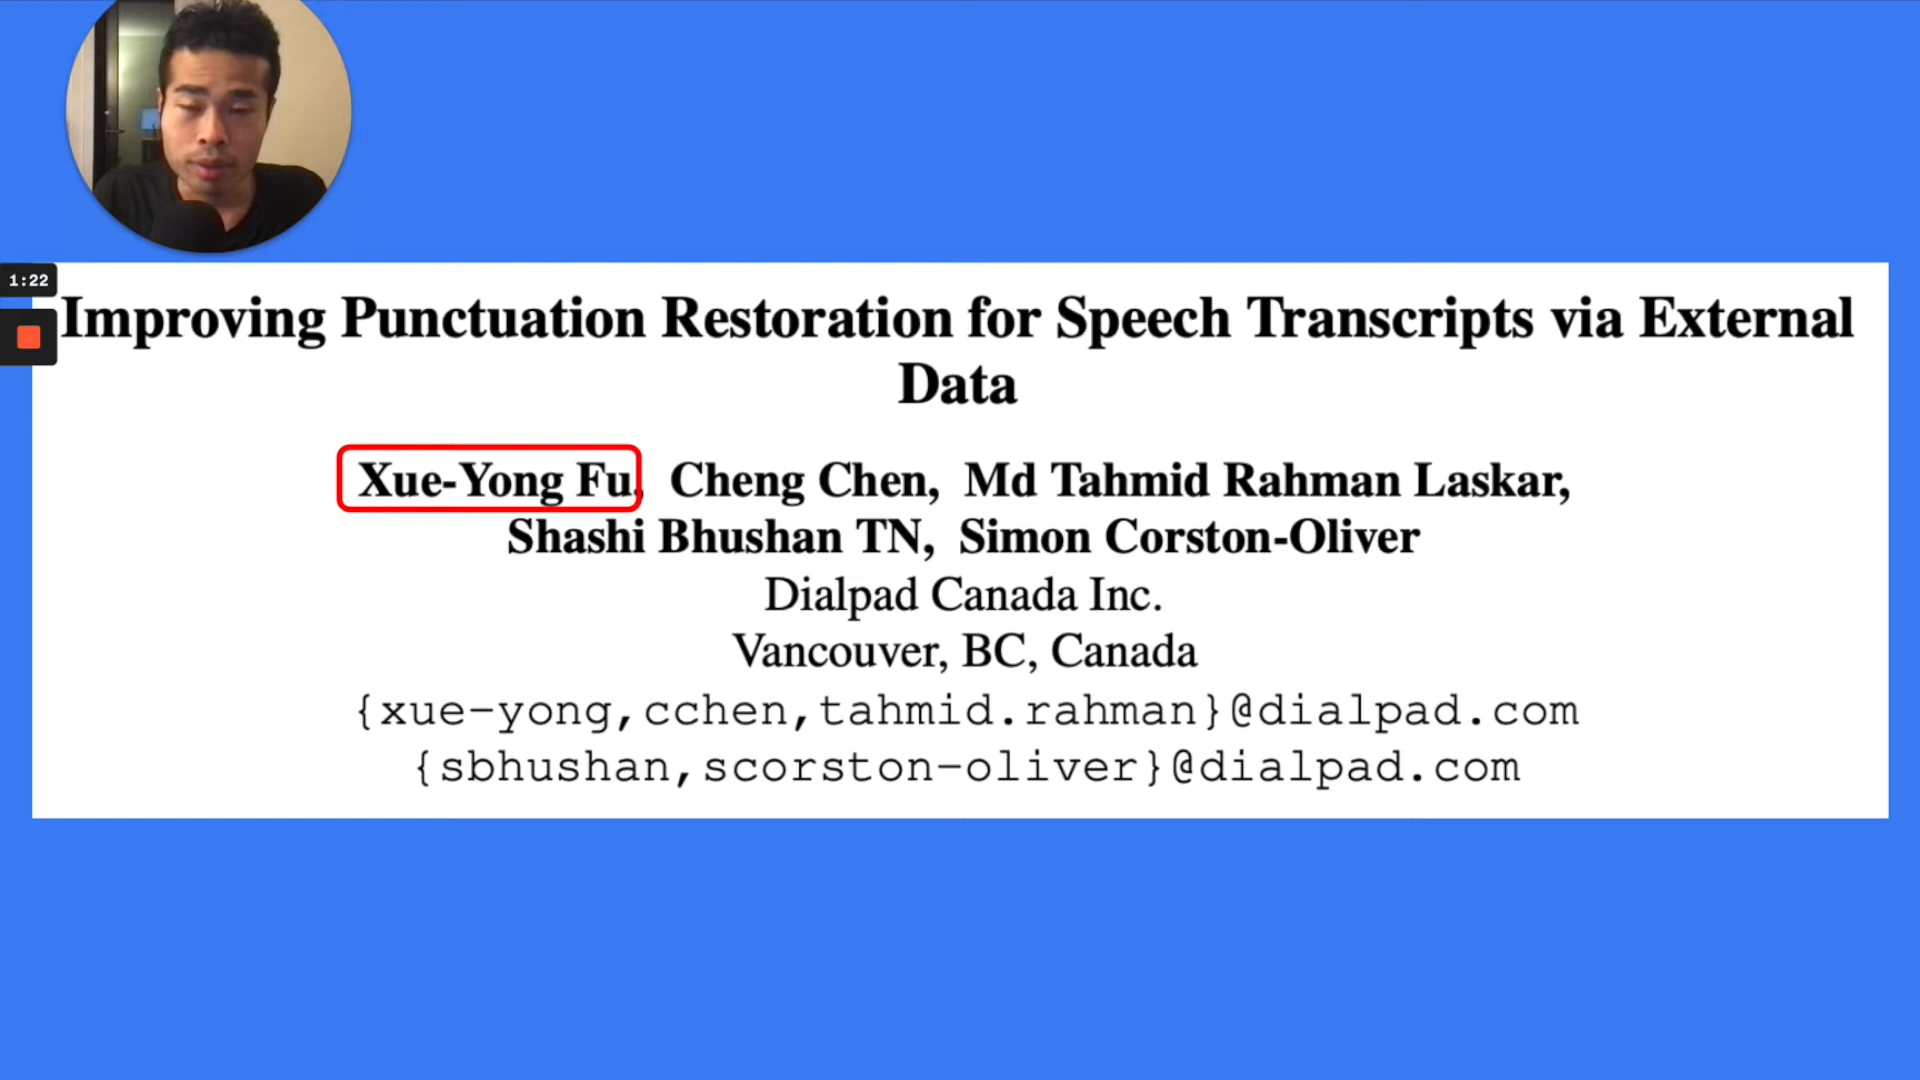 1:22
Improving Punctuation Restoration for Speech Transcripts via External
Data
Xue-Yong Fu, Cheng Chen, Md Tahmid Rahman Laskar,
Shashi Bhushan TN, Simon Corston-Oliver
Dialpad Canada Inc.
Vancouver, BC, Canada
{xue-yong,cchen,tahmid.rahman}@dialpad.com
{sbhushan,scorston-oliver}@dialpad.com